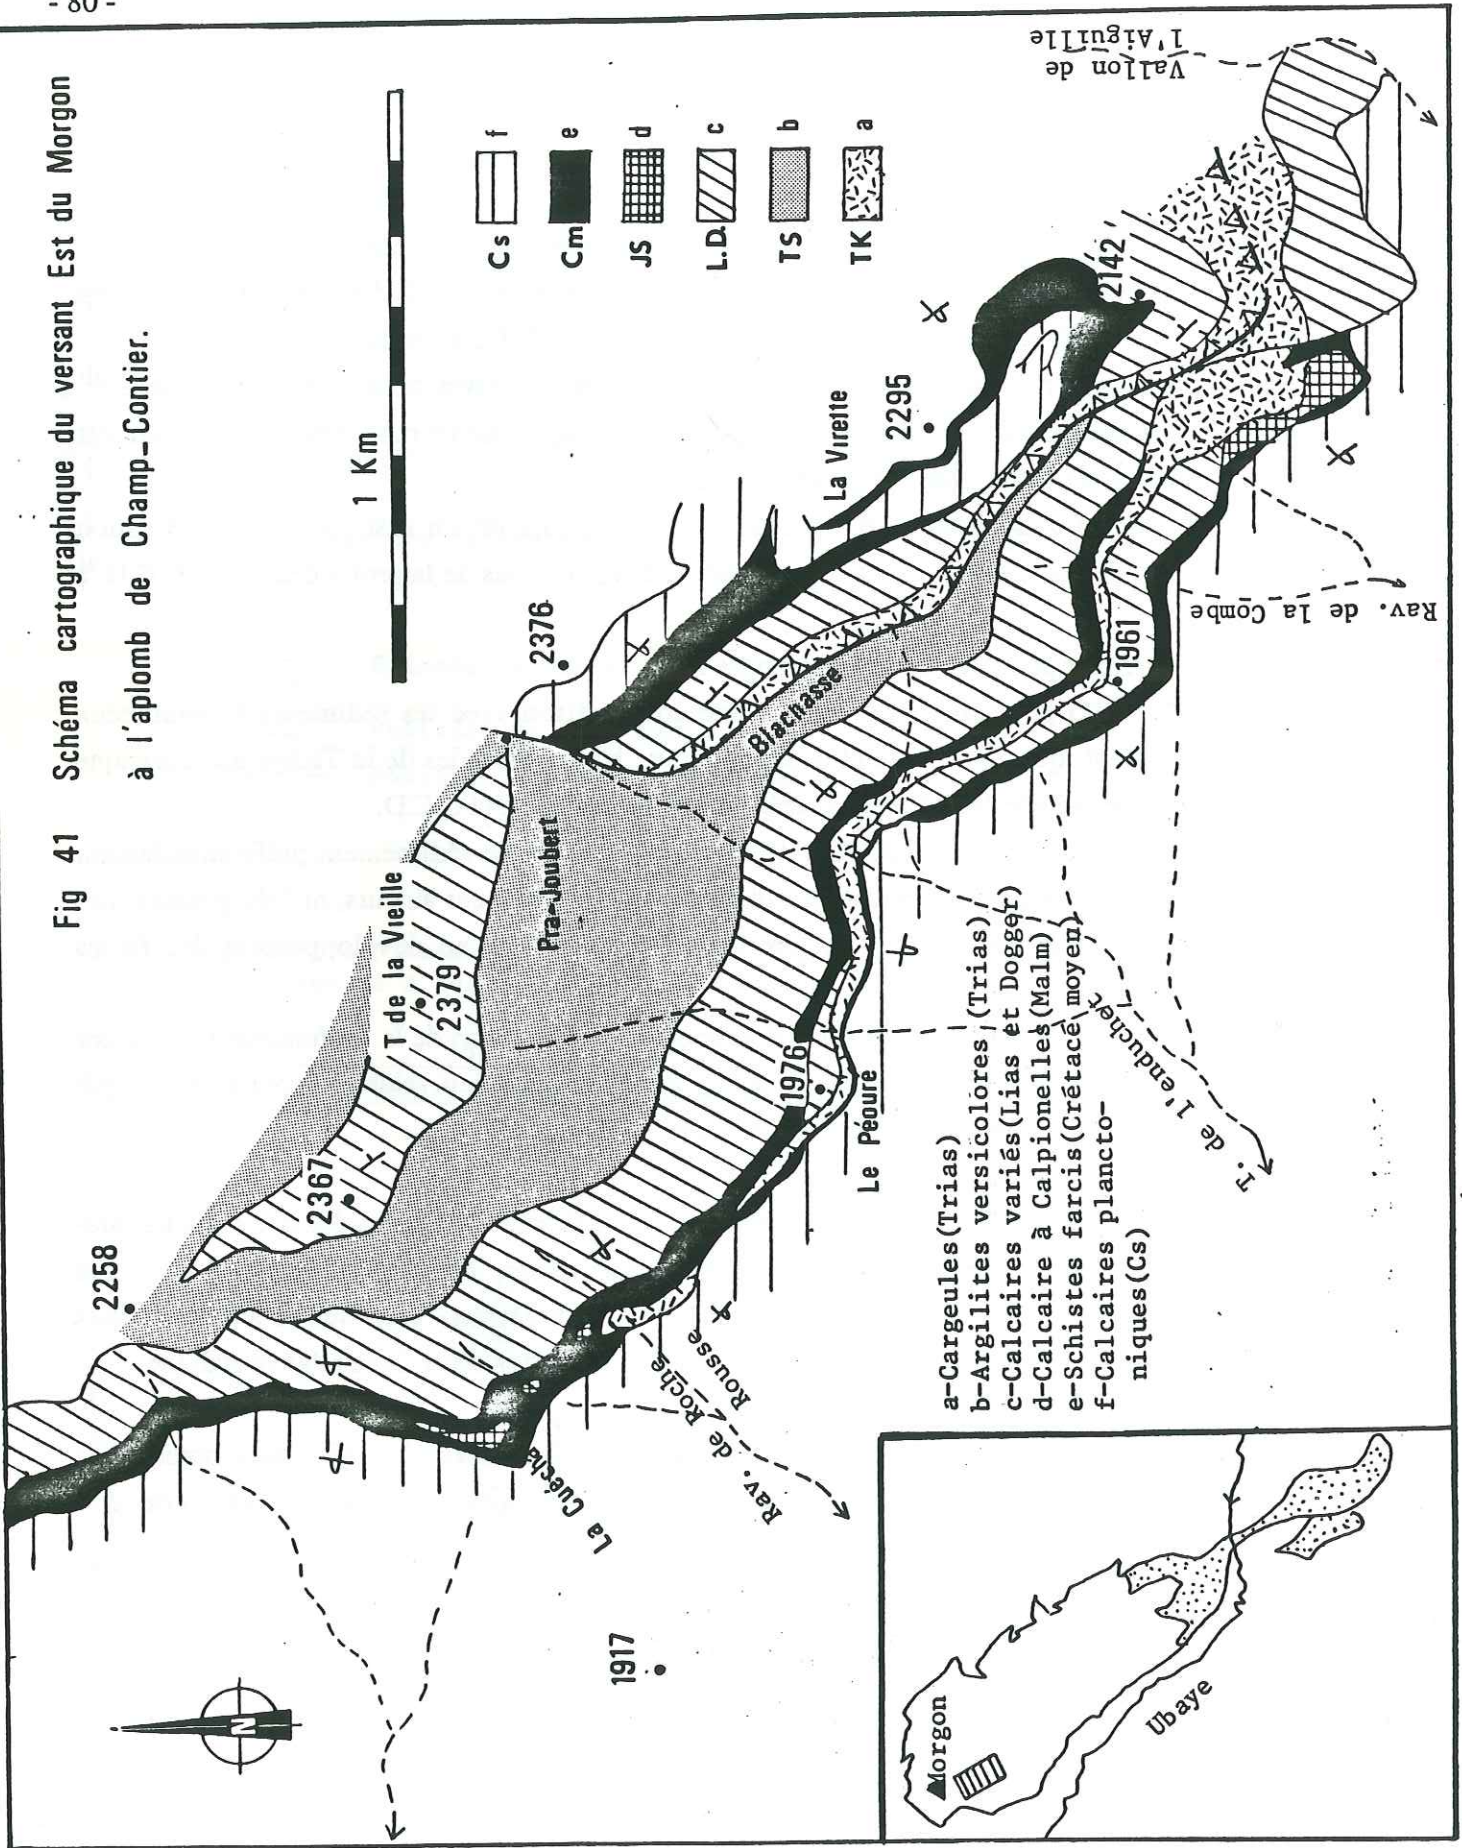 - 80 -
Fig 41 Schéma cartographique du versant Est du Morgon
à l'aplomb de Champ-Contier.
1 Km
Cs f
Cm e
JS d
L.D. c
TS b
TK a
Vallon de
l'Aiguille
2142
2295
La Virette
2376
Blachasse
Pra-Joubert
T de la Vieille
2379
2367
2258
1961
Rav. de la Combe
1976
Le Péoure
T. de l'enduchet
Rav. de Roche
Rousse
1917
N
a-Cargeules(Trias)
b-Argilites versicolores(Trias)
c-Calcaires variés(Lias et Dogger)
d-Calcaire à Calpionelles(Malm)
e-Schistes farcis(Crétacé moyen)
f-Calcaires plancto-
niques(Cs)
Morgon
Ubaye